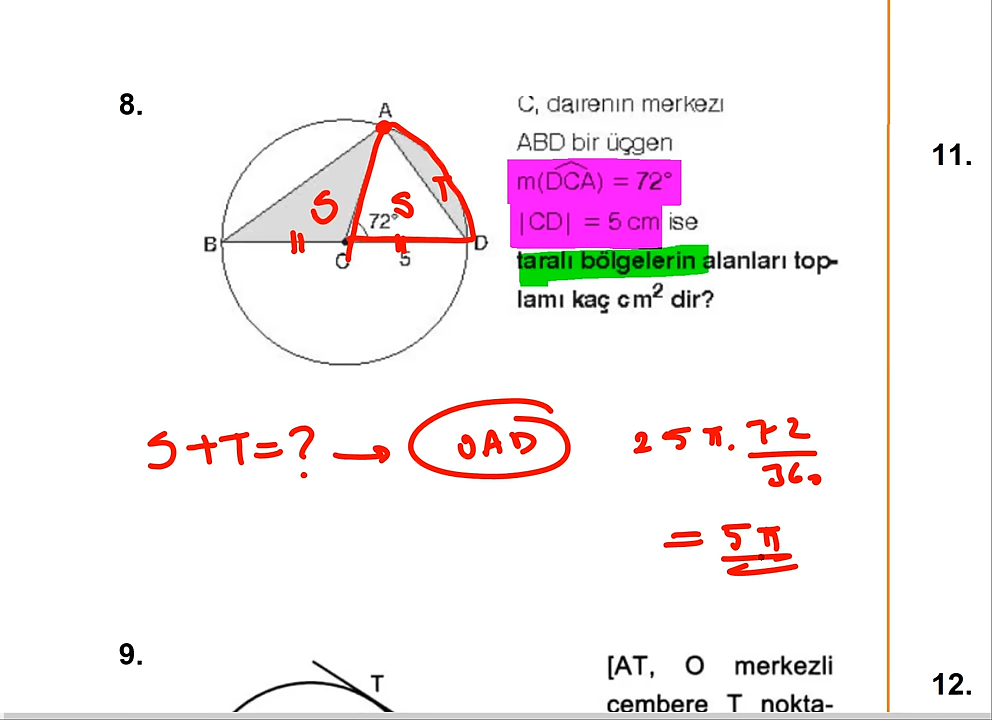 8.
A
B
C
D
72°
5
S
S
T
C, dairenin merkezi
ABD bir üçgen
m(DCA) = 72°
|CD| = 5 cm ise
taralı bölgelerin alanları top-
lamı kaç cm² dir?
11.
S+T=? → OAD
25π.72/360
= 5π
9.
T
[AT, O merkezli
çembere T nokta-
12.